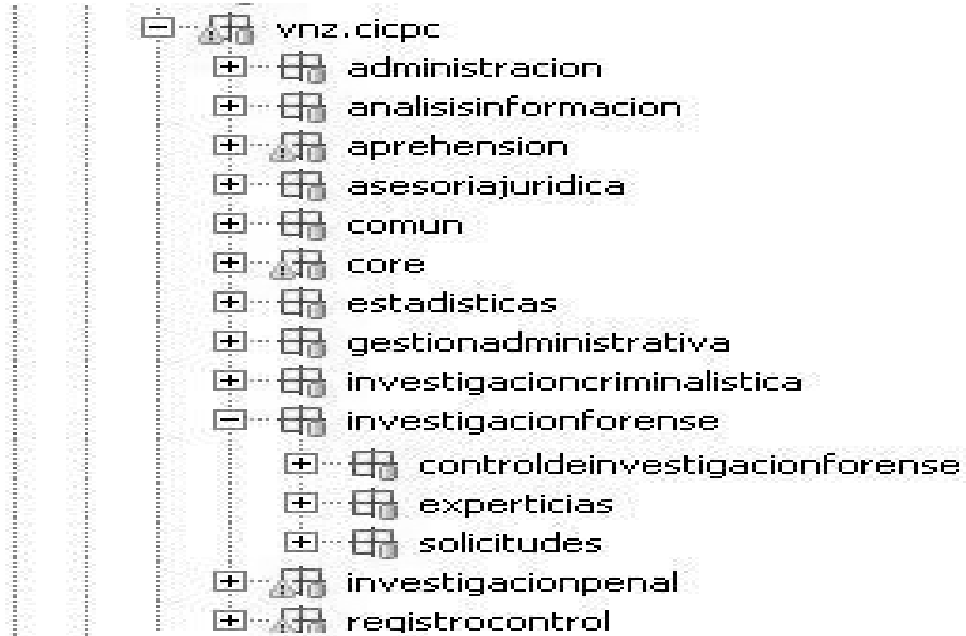 vnz.cicpc
administracion
analisisinformacion
aprehension
asesoriajuridica
comun
core
estadisticas
gestionadministrativa
investigacioncriminalistica
investigacionforense
controldeinvestigacionforense
experticias
solicitudes
investigacionpenal
registrocontrol